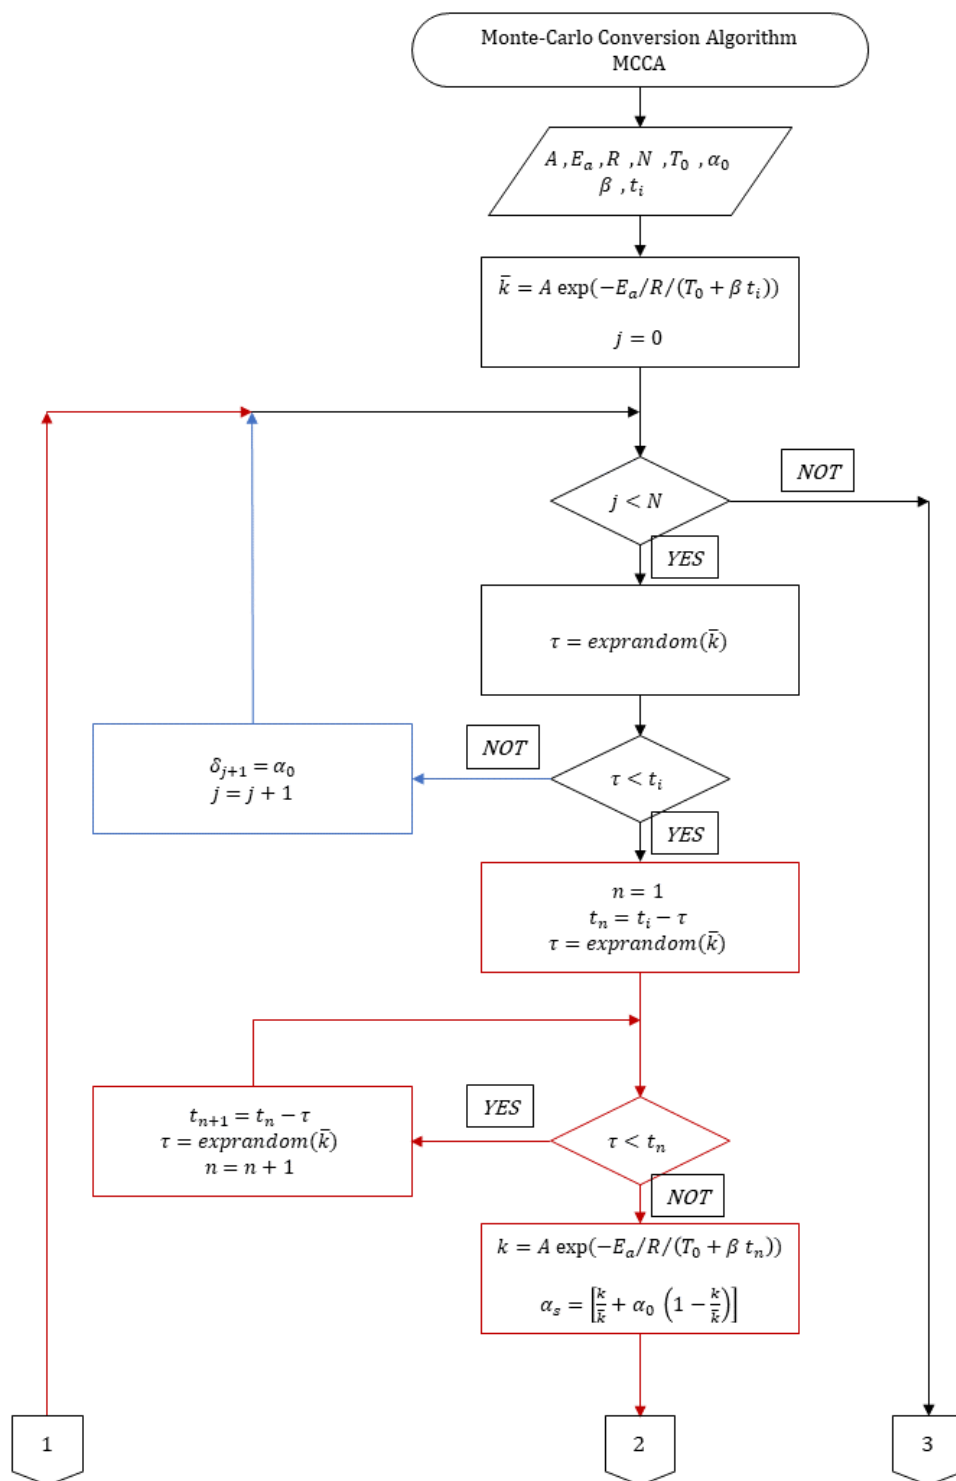 Monte-Carlo Conversion Algorithm
MCCA
A , E_a , R , N , T_0 , α_0
β , t_i
k̄ = A exp(−E_a/R/(T_0 + β t_i))
j = 0
NOT
j < N
YES
τ = exprandom(k̄)
NOT
δ_{j+1} = α_0
j = j + 1
τ < t_i
YES
n = 1
t_n = t_i − τ
τ = exprandom(k̄)
YES
t_{n+1} = t_n − τ
τ = exprandom(k̄)
n = n + 1
τ < t_n
NOT
k = A exp(−E_a/R/(T_0 + β t_n))
α_s = [k/k̄ + α_0 (1 − k/k̄)]
1
2
3